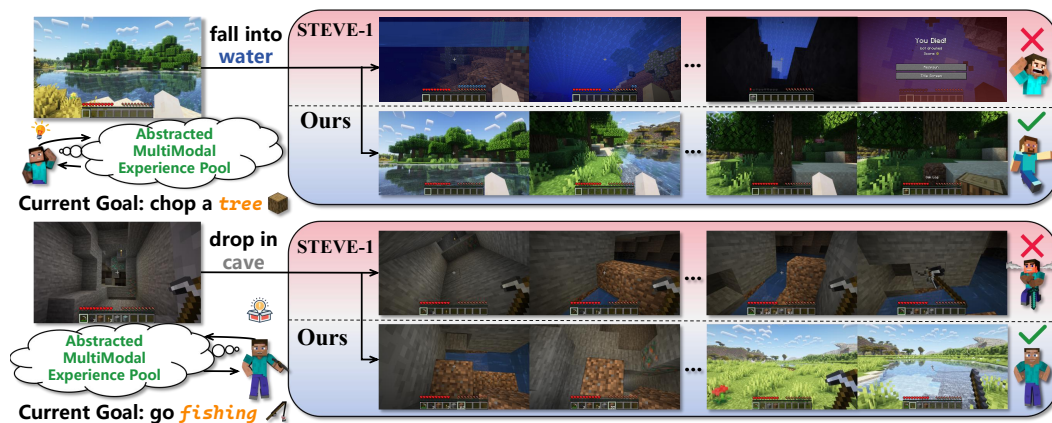 fall into
water
Abstracted
MultiModal
Experience Pool
Current Goal: chop a tree
STEVE-1
...
You Died!
...
Ours
...
drop in
cave
Abstracted
MultiModal
Experience Pool
Current Goal: go fishing
STEVE-1
...
Ours
...